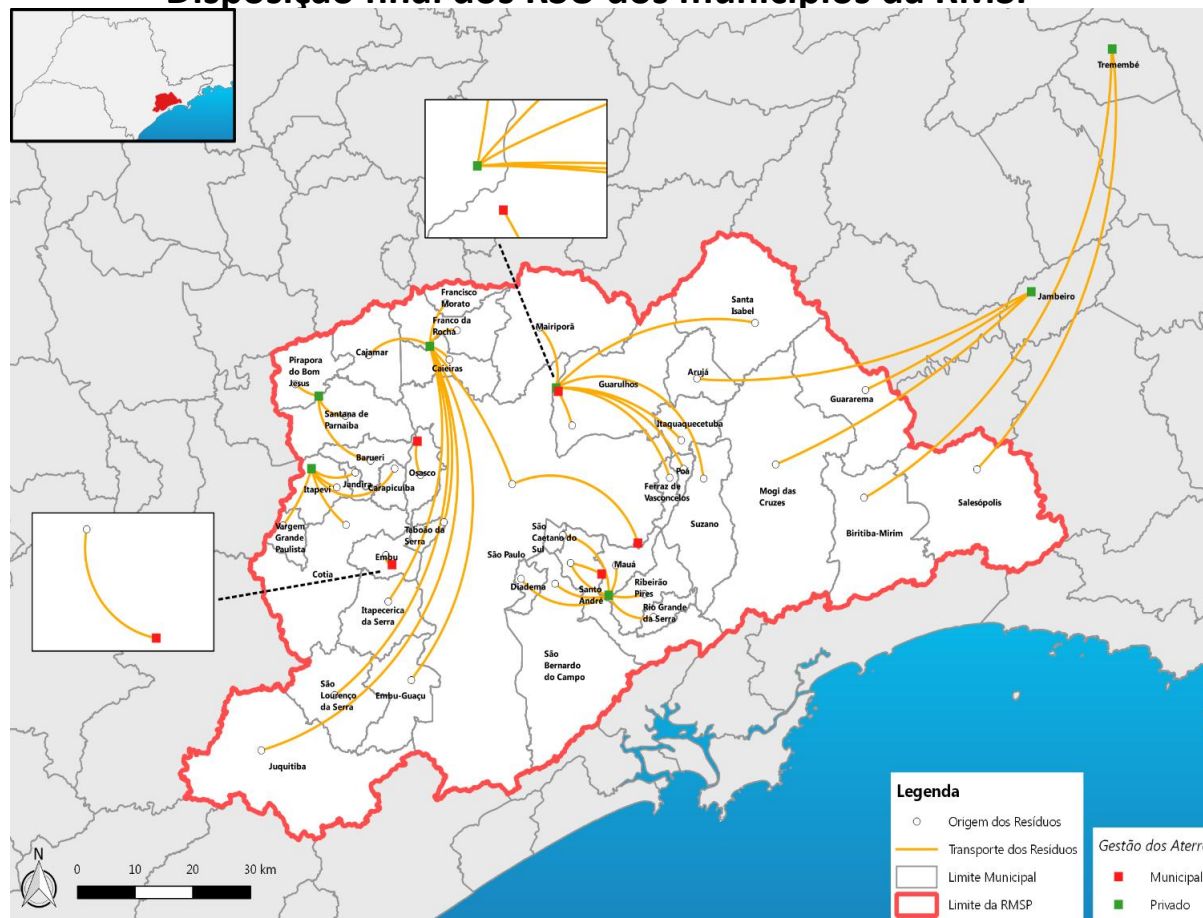 Disposição final dos RSU dos municípios da RMSP
Tremembé
Jambeiro
Francisco
Morato
Franco da
Rocha
Mairiporã
Santa
Isabel
Cajamar
Caieiras
Pirapora
do Bom
Jesus
Guarulhos
Arujá
Guararema
Santana de
Parnaíba
Itaquaquecetuba
Barueri
Osasco
Poá
Jandira
Itapevi
Carapicuíba
Ferraz de
Vasconcelos
Mogi das
Cruzes
Salesópolis
Vargem
Grande
Paulista
Taboão da
Serra
São
Caetano do
Sul
Suzano
Biritiba-Mirim
Embu
São Paulo
Mauá
Cotia
Diadema
Santo
André
Ribeirão
Pires
Itapecerica
da Serra
Rio Grande
da Serra
São
Bernardo
do Campo
São
Lourenço
da Serra
Embu-Guaçu
Juquitiba
N
0 10 20 30 km
Legenda
Origem dos Resíduos
Transporte dos Resíduos
Limite Municipal
Limite da RMSP
Gestão dos Aterr
Municipal
Privado